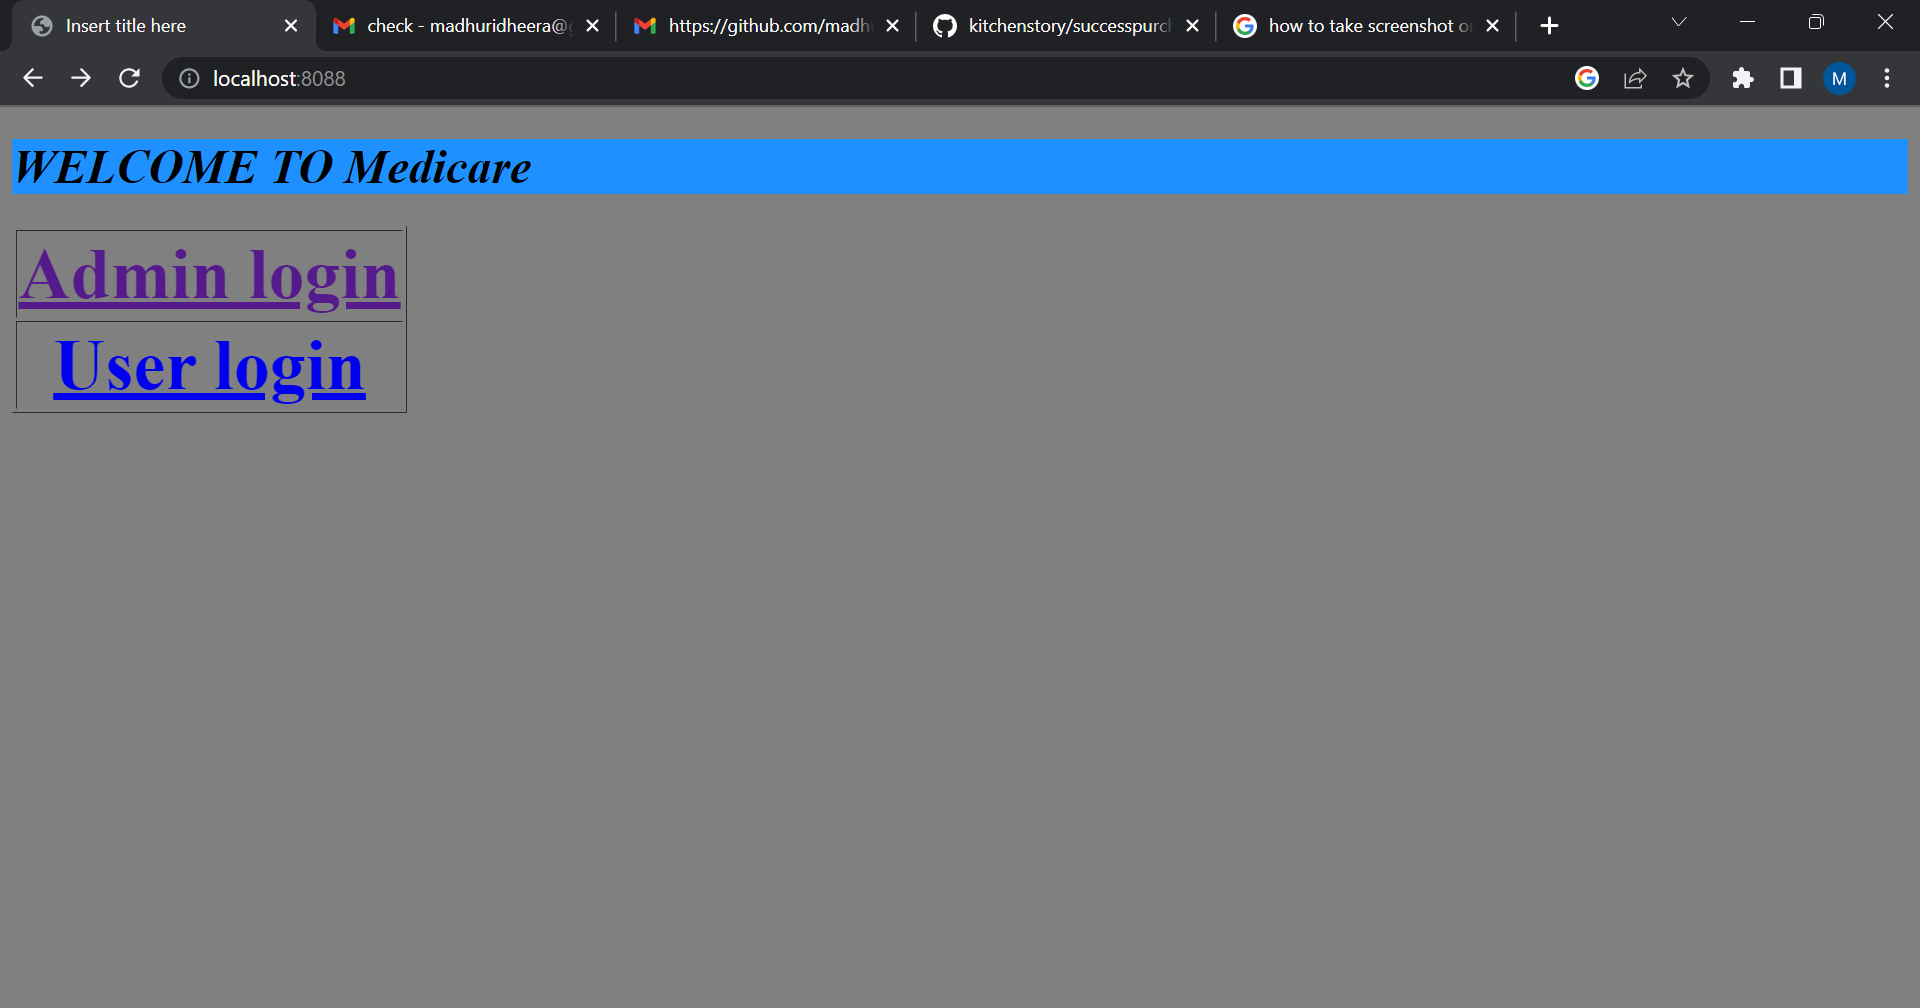 Insert title here
check - madhuridheera@
https://github.com/madh
kitchenstory/successpurch
how to take screenshot o
localhost:8088
M
WELCOME TO Medicare
Admin login
User login